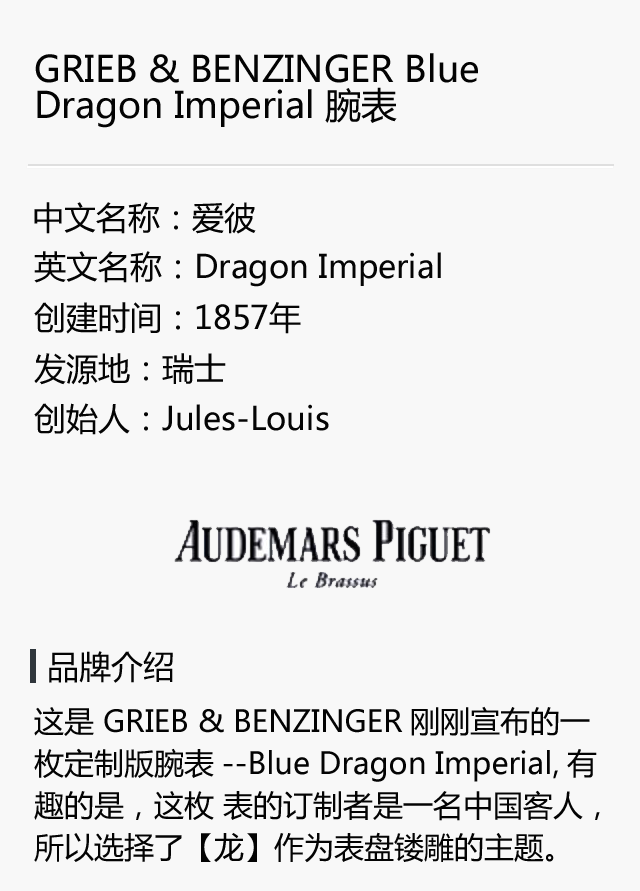 GRIEB & BENZINGER Blue
Dragon Imperial 腕表
中文名称：爱彼
英文名称：Dragon Imperial
创建时间：1857年
发源地：瑞士
创始人：Jules-Louis
AUDEMARS PIGUET
Le Brassus
品牌介绍
这是 GRIEB & BENZINGER 刚刚宣布的一
枚定制版腕表 --Blue Dragon Imperial, 有
趣的是，这枚 表的订制者是一名中国客人，
所以选择了【龙】作为表盘镂雕的主题。